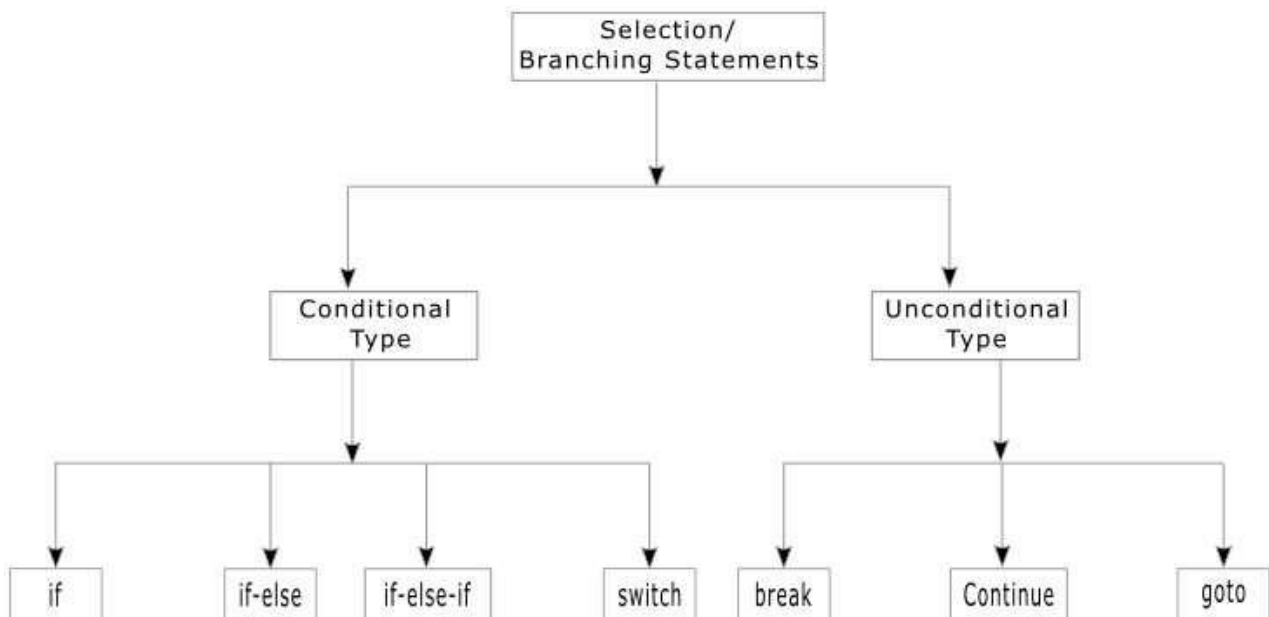 Selection/
Branching Statements
Conditional
Type
Unconditional
Type
if
if-else
if-else-if
switch
break
Continue
goto